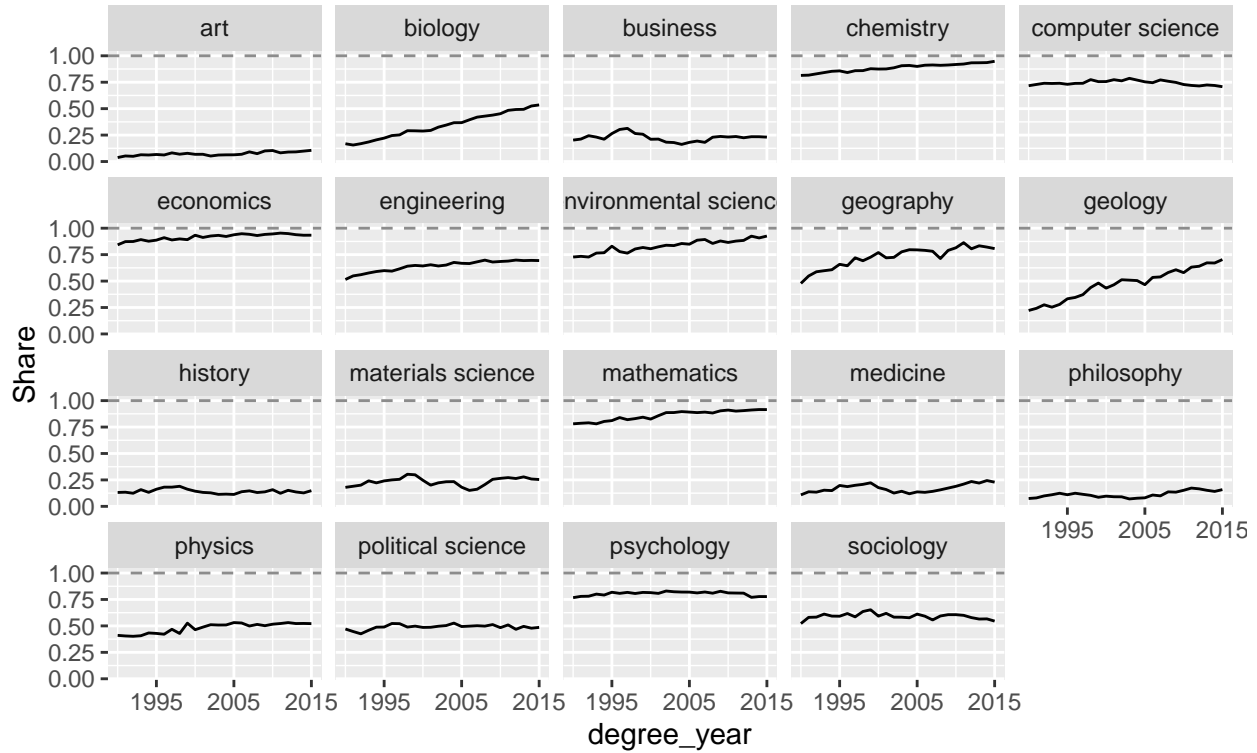 art biology business chemistry computer science
1.00
0.75
0.50
0.25
0.00
economics engineering nvironmental scienc geography geology
1.00
0.75
0.50
0.25
0.00
history materials science mathematics medicine philosophy
1.00
0.75
0.50
0.25
0.00
1995 2005 2015
physics political science psychology sociology
1.00
0.75
0.50
0.25
0.00
1995 2005 2015 1995 2005 2015 1995 2005 2015 1995 2005 2015
degree_year
Share